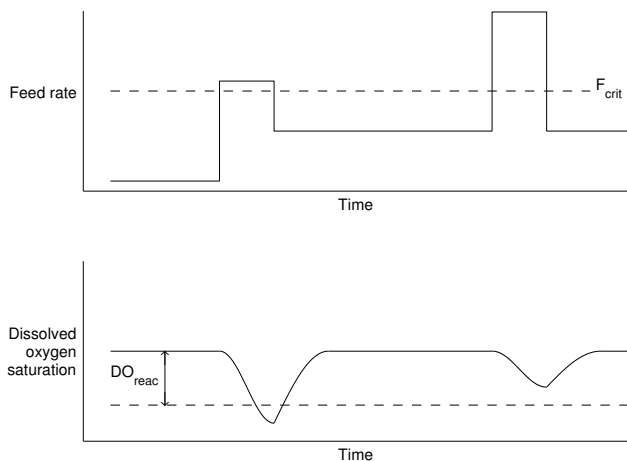 Feed rate
F_crit
Time
Dissolved
oxygen
saturation
DO_reac
Time